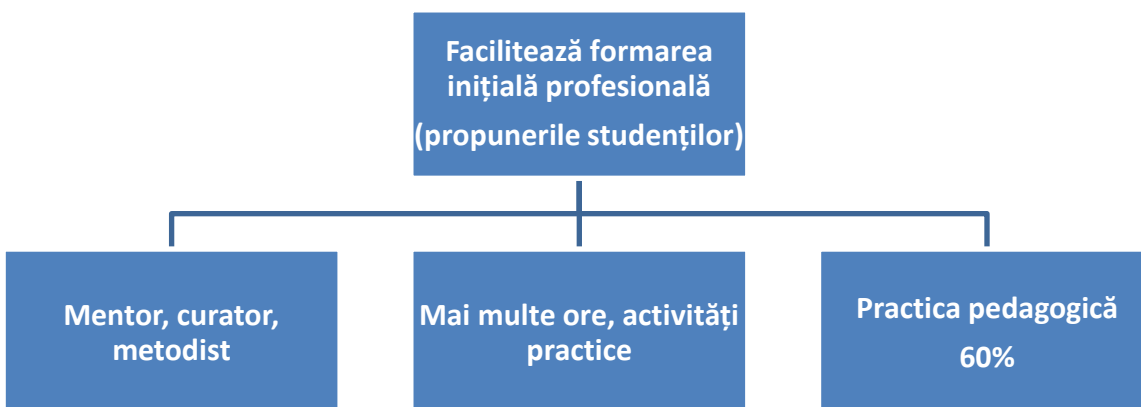 Facilitează formarea
inițială profesională
(propunerile studenților)
Mentor, curator,
metodist
Mai multe ore, activități
practice
Practica pedagogică
60%